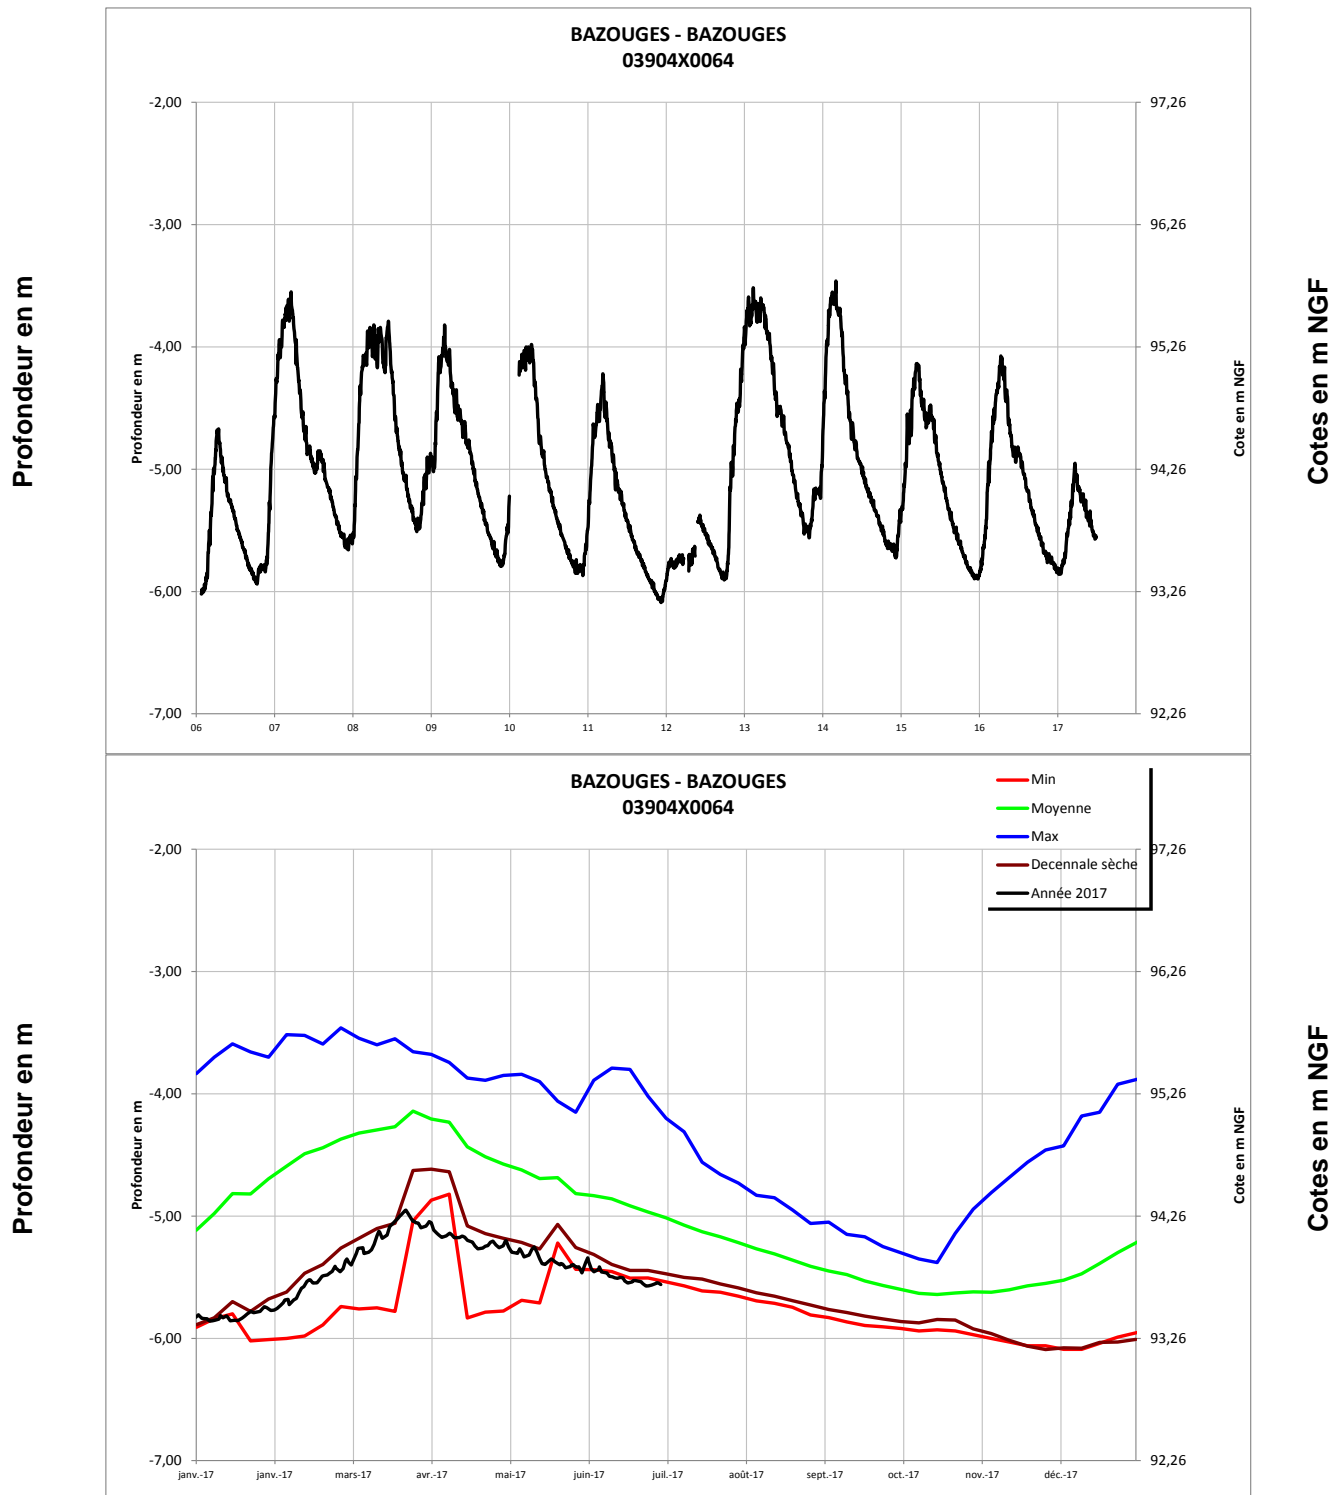 BAZOUGES - BAZOUGES
03904X0064
-2,00
-3,00
-4,00
-5,00
-6,00
-7,00
97,26
96,26
95,26
94,26
93,26
92,26
06 07 08 09 10 11 12 13 14 15 16 17
Profondeur en m
Profondeur en m
Cote en m NGF
Cotes en m NGF
BAZOUGES - BAZOUGES
03904X0064
Min
Moyenne
Max
Decennale sèche
Année 2017
-2,00
-3,00
-4,00
-5,00
-6,00
-7,00
97,26
96,26
95,26
94,26
93,26
92,26
janv.-17 janv.-17 mars-17 avr.-17 mai-17 juin-17 juil.-17 août-17 sept.-17 oct.-17 nov.-17 déc.-17
Profondeur en m
Profondeur en m
Cote en m NGF
Cotes en m NGF